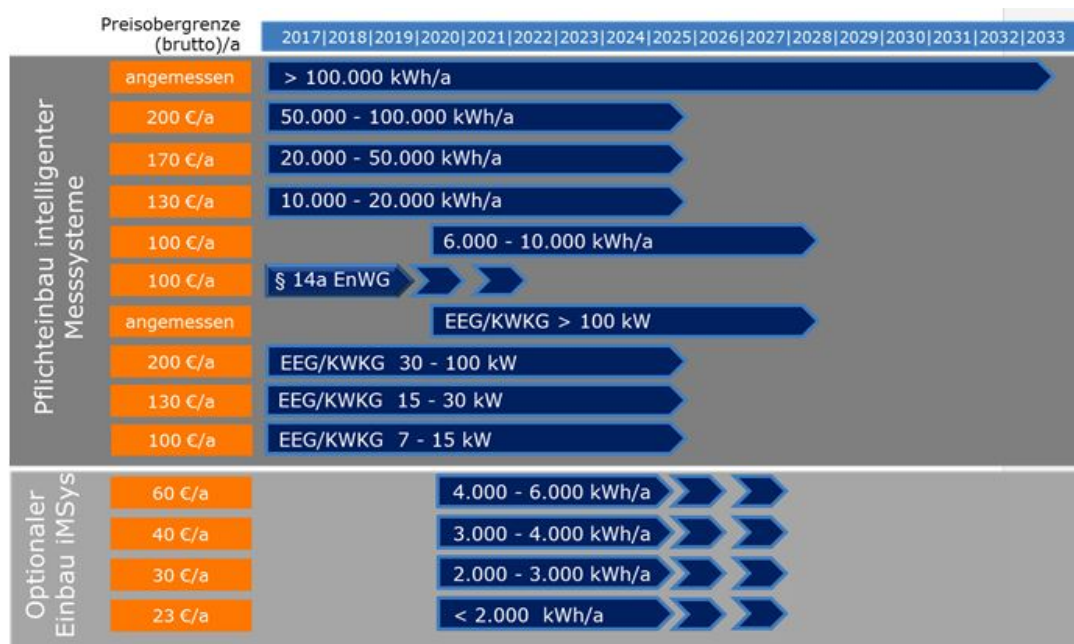 Preisobergrenze
(brutto)/a
2017|2018|2019|2020|2021|2022|2023|2024|2025|2026|2027|2028|2029|2030|2031|2032|2033
Pflichteinbau intelligenter
Messsysteme
angemessen > 100.000 kWh/a
200 €/a 50.000 - 100.000 kWh/a
170 €/a 20.000 - 50.000 kWh/a
130 €/a 10.000 - 20.000 kWh/a
100 €/a 6.000 - 10.000 kWh/a
100 €/a § 14a EnWG
angemessen EEG/KWKG > 100 kW
200 €/a EEG/KWKG 30 - 100 kW
130 €/a EEG/KWKG 15 - 30 kW
100 €/a EEG/KWKG 7 - 15 kW
Optionaler
Einbau iMSys
60 €/a 4.000 - 6.000 kWh/a
40 €/a 3.000 - 4.000 kWh/a
30 €/a 2.000 - 3.000 kWh/a
23 €/a < 2.000 kWh/a